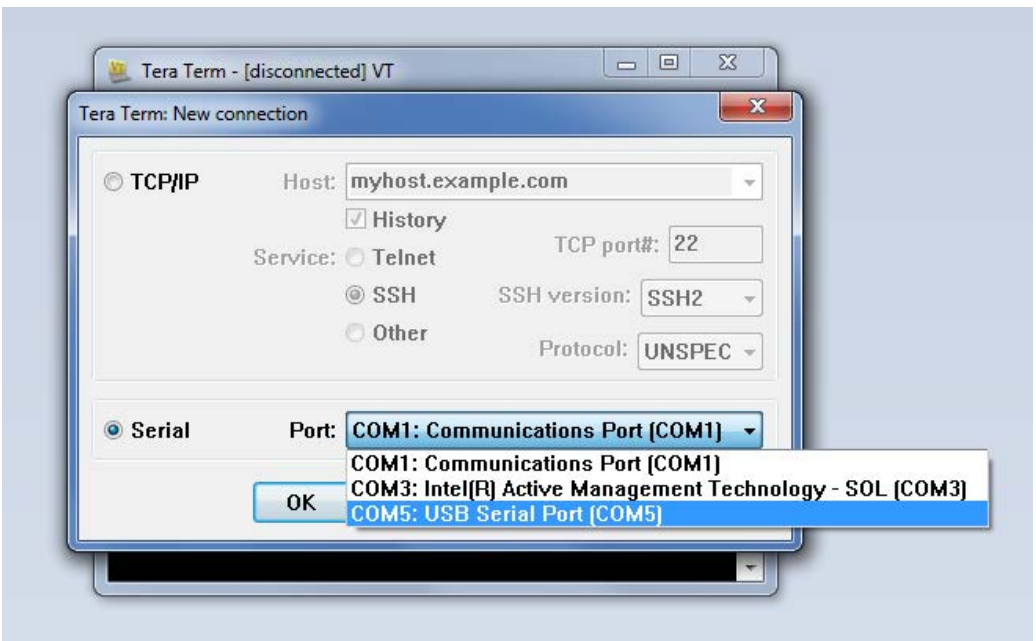 Tera Term - [disconnected] VT
Tera Term: New connection
TCP/IP Host: myhost.example.com
History
Service: Telnet TCP port#: 22
SSH SSH version: SSH2
Other Protocol: UNSPEC
Serial Port: COM1: Communications Port (COM1)
COM1: Communications Port (COM1)
COM3: Intel(R) Active Management Technology - SOL (COM3)
OK
COM5: USB Serial Port (COM5)